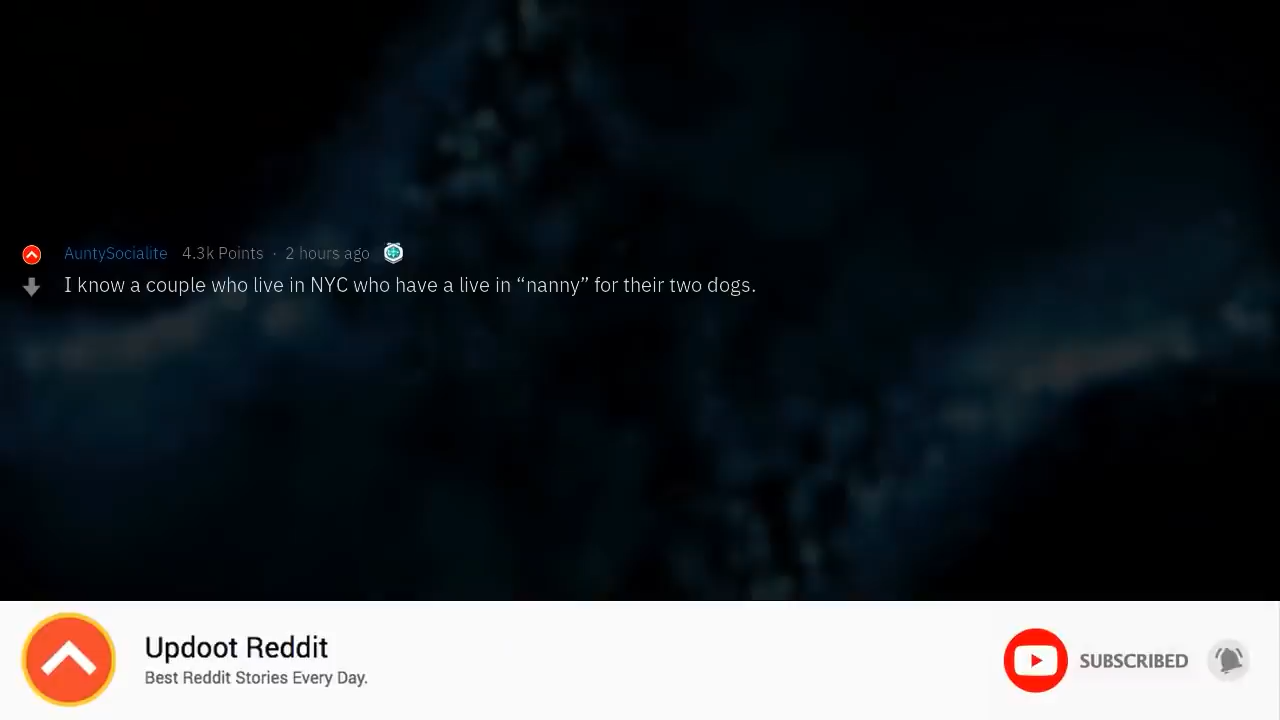 AuntySocialite 4.3k Points · 2 hours ago
I know a couple who live in NYC who have a live in “nanny” for their two dogs.
Updoot Reddit
Best Reddit Stories Every Day.
SUBSCRIBED